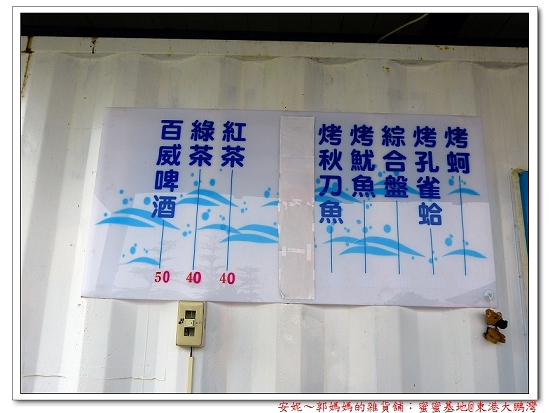 烤蚵
烤孔雀蛤
綜合盤
烤魷魚
烤秋刀魚
紅茶 40
綠茶 40
百威啤酒 50
安妮~郭媽媽的雜貨舖：蜜蜜基地@東港大鵬灣